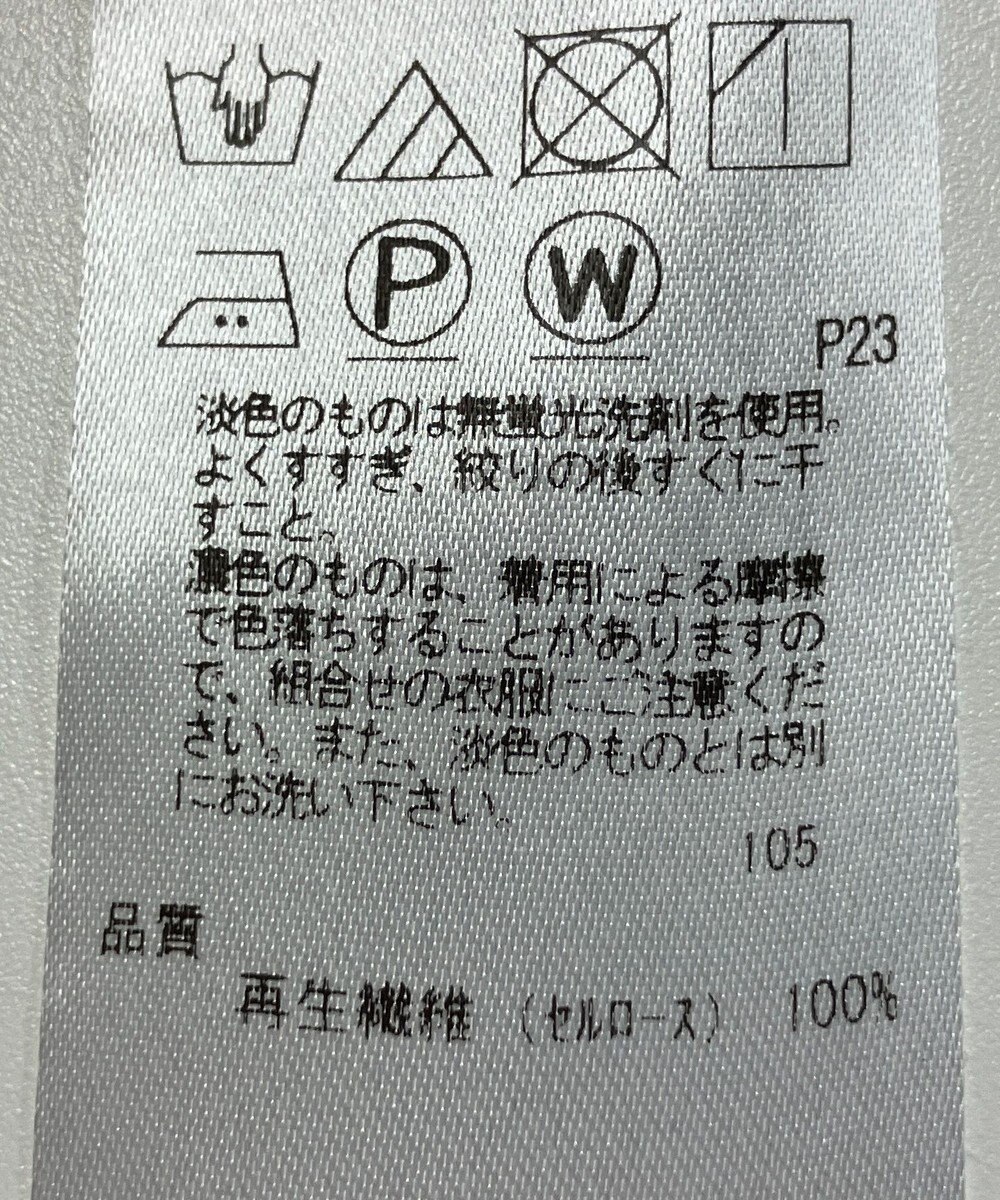 P
W
P23
淡色のものは無蛍光洗剤を使用。
よくすすぎ、絞りの後すぐに干
すこと。
濃色のものは、着用による摩擦
で色落ちすることがありますの
で、組合せの衣服にご注意くだ
さい。また、淡色のものとは別
にお洗い下さい。
105
品質
再生繊維（セルロース） 100%